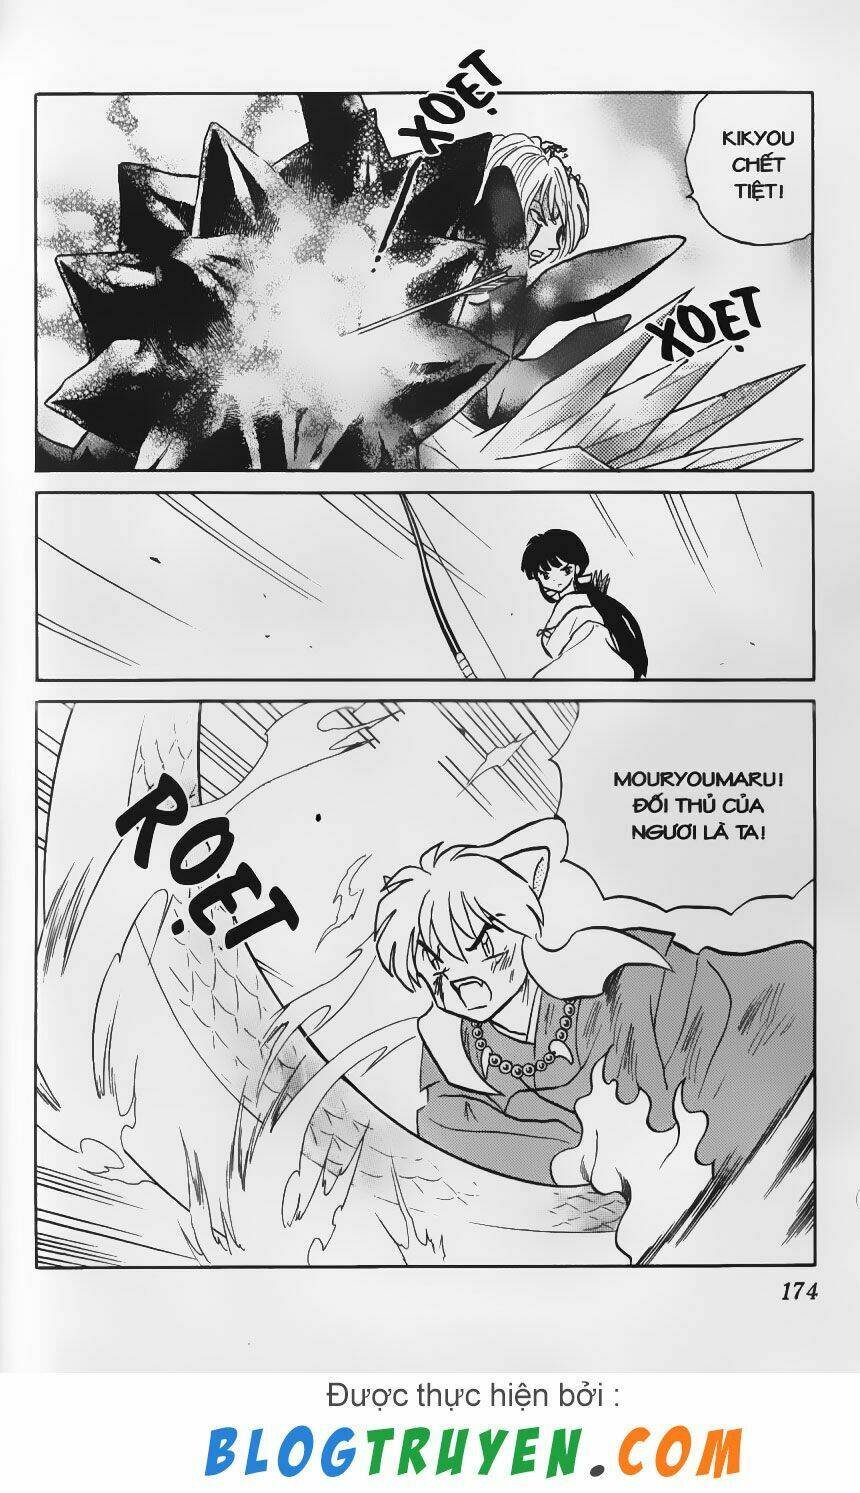 XOẸT
KIKYOU
CHẾT
TIỆT!
XOẸT
MOURYOUMARU!
ĐỐI THỦ CỦA
NGƯƠI LÀ TA!
ROẸT
174
Được thực hiện bởi :
BLOGTRUYEN.COM